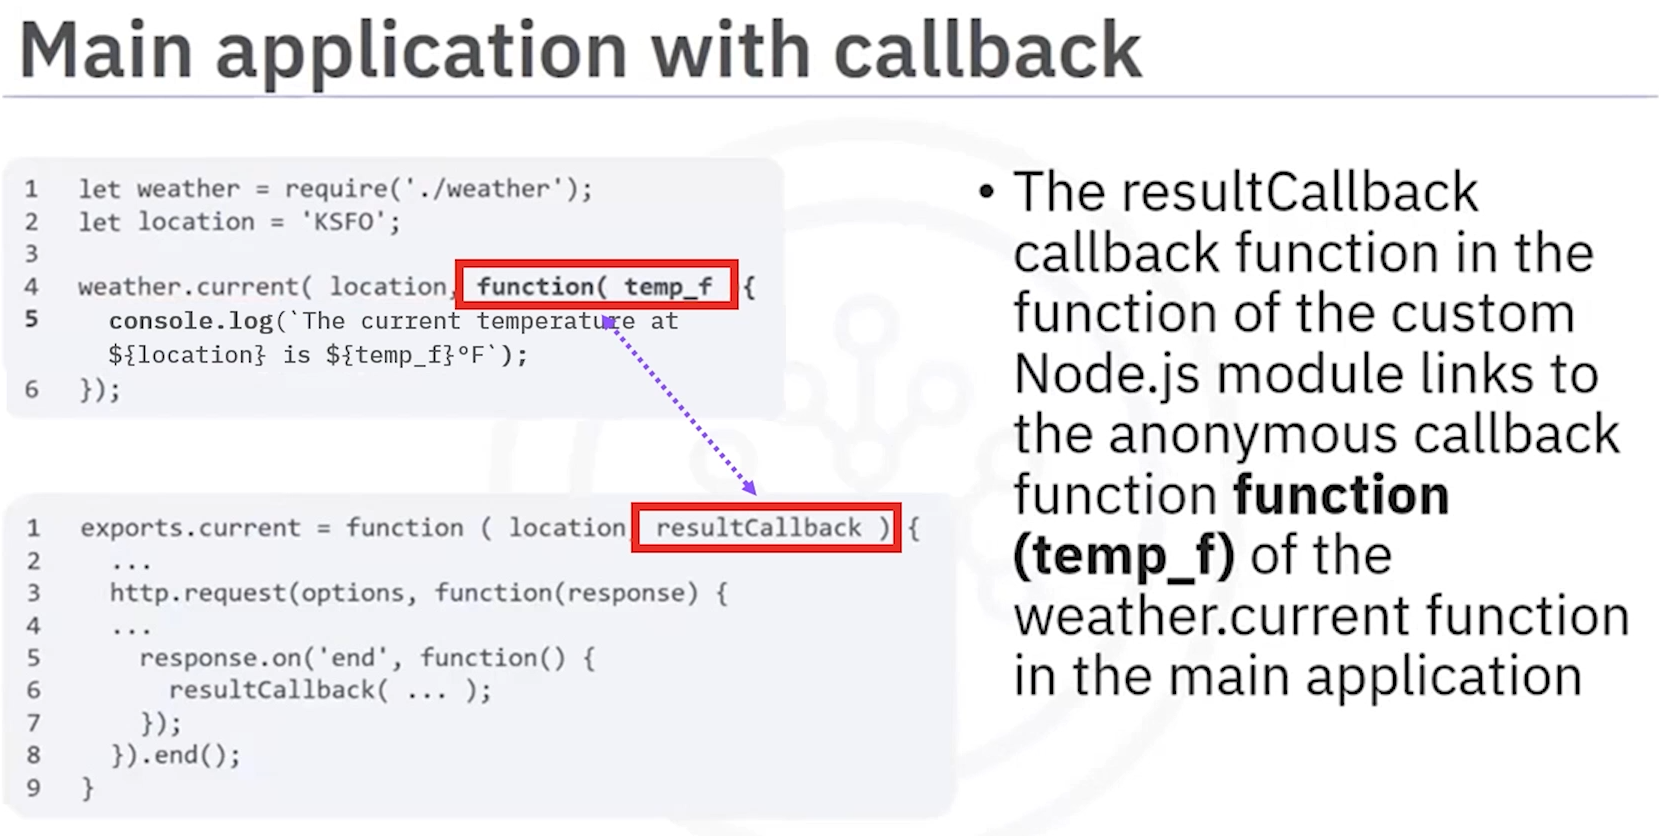 Main application with callback
1 let weather = require('./weather');
2 let location = 'KSFO';
3
4 weather.current( location, function( temp_f {
5 console.log(`The current temperature at
${location} is ${temp_f}ºF`);
6 });
1 exports.current = function ( location resultCallback ) {
2 ...
3 http.request(options, function(response) {
4 ...
5 response.on('end', function() {
6 resultCallback( ... );
7 });
8 }).end();
9 }
• The resultCallback
callback function in the
function of the custom
Node.js module links to
the anonymous callback
function function
(temp_f) of the
weather.current function
in the main application